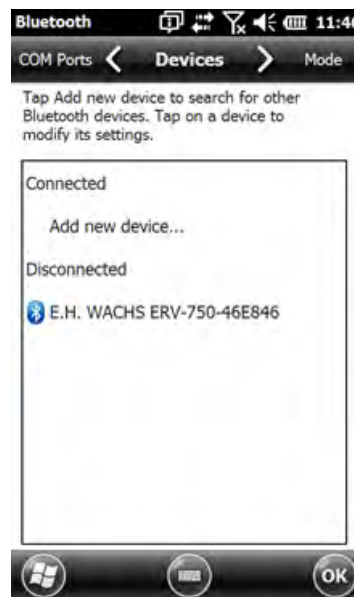 Bluetooth 11:46
COM Ports Devices Mode
Tap Add new device to search for other
Bluetooth devices. Tap on a device to
modify its settings.
Connected
Add new device...
Disconnected
E.H. WACHS ERV-750-46E846
OK